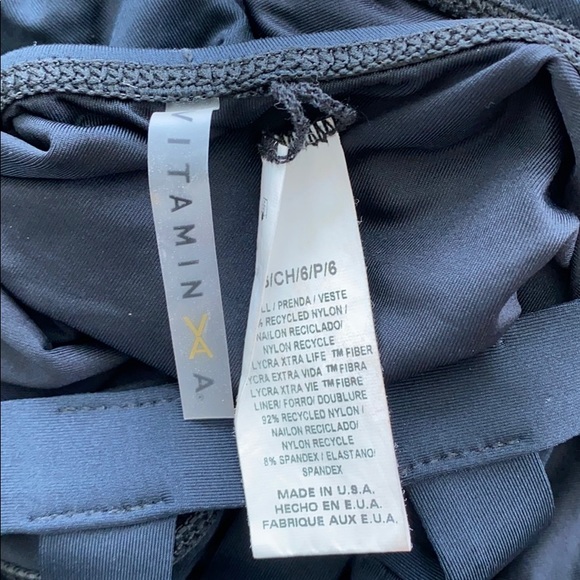 VITAMIN A®
/CH/6/P/6
/ PRENDA / VESTE
% RECYCLED NYLON /
NAILON RECICLADO/
NYLON RECYCLE
LYCRA XTRA LIFE ™ FIBER
LYCRA EXTRA VIDA ™ FIBRA
LYCRA XTRA VIE ™ FIBRE
LINER/ FORRO/ DOUBLURE
92% RECYCLED NYLON /
NAILON RECICLADO/
NYLON RECYCLE
8% SPANDEX / ELASTANO/
SPANDEX
MADE IN U.S.A.
HECHO EN E.U.A.
FABRIQUE AUX E.U.A.